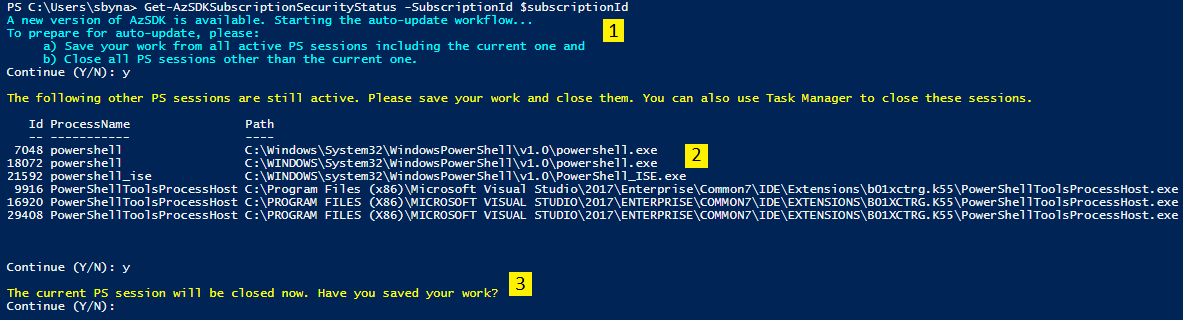 PS C:\Users\sbyna> Get-AzSDKSubscriptionSecurityStatus -SubscriptionId $subscriptionId
A new version of AzSDK is available. Starting the auto-update workflow...
To prepare for auto-update, please:
1
a) Save your work from all active PS sessions including the current one and
b) Close all PS sessions other than the current one.
Continue (Y/N): y
The following other PS sessions are still active. Please save your work and close them. You can also use Task Manager to close these sessions.
Id ProcessName Path
-- ----------- ----
7048 powershell C:\Windows\System32\WindowsPowerShell\v1.0\powershell.exe
2
18072 powershell C:\WINDOWS\System32\WindowsPowerShell\v1.0\powershell.exe
21592 powershell_ise C:\WINDOWS\system32\WindowsPowerShell\v1.0\PowerShell_ISE.exe
9916 PowerShellToolsProcessHost C:\Program Files (x86)\Microsoft Visual Studio\2017\Enterprise\Common7\IDE\Extensions\b01xctrg.k55\PowerShellToolsProcessHost.exe
16920 PowerShellToolsProcessHost C:\PROGRAM FILES (X86)\MICROSOFT VISUAL STUDIO\2017\ENTERPRISE\COMMON7\IDE\EXTENSIONS\B01XCTRG.K55\PowerShellToolsProcessHost.exe
29408 PowerShellToolsProcessHost C:\PROGRAM FILES (X86)\MICROSOFT VISUAL STUDIO\2017\ENTERPRISE\COMMON7\IDE\EXTENSIONS\B01XCTRG.K55\PowerShellToolsProcessHost.exe
Continue (Y/N): y
3
The current PS session will be closed now. Have you saved your work?
Continue (Y/N):